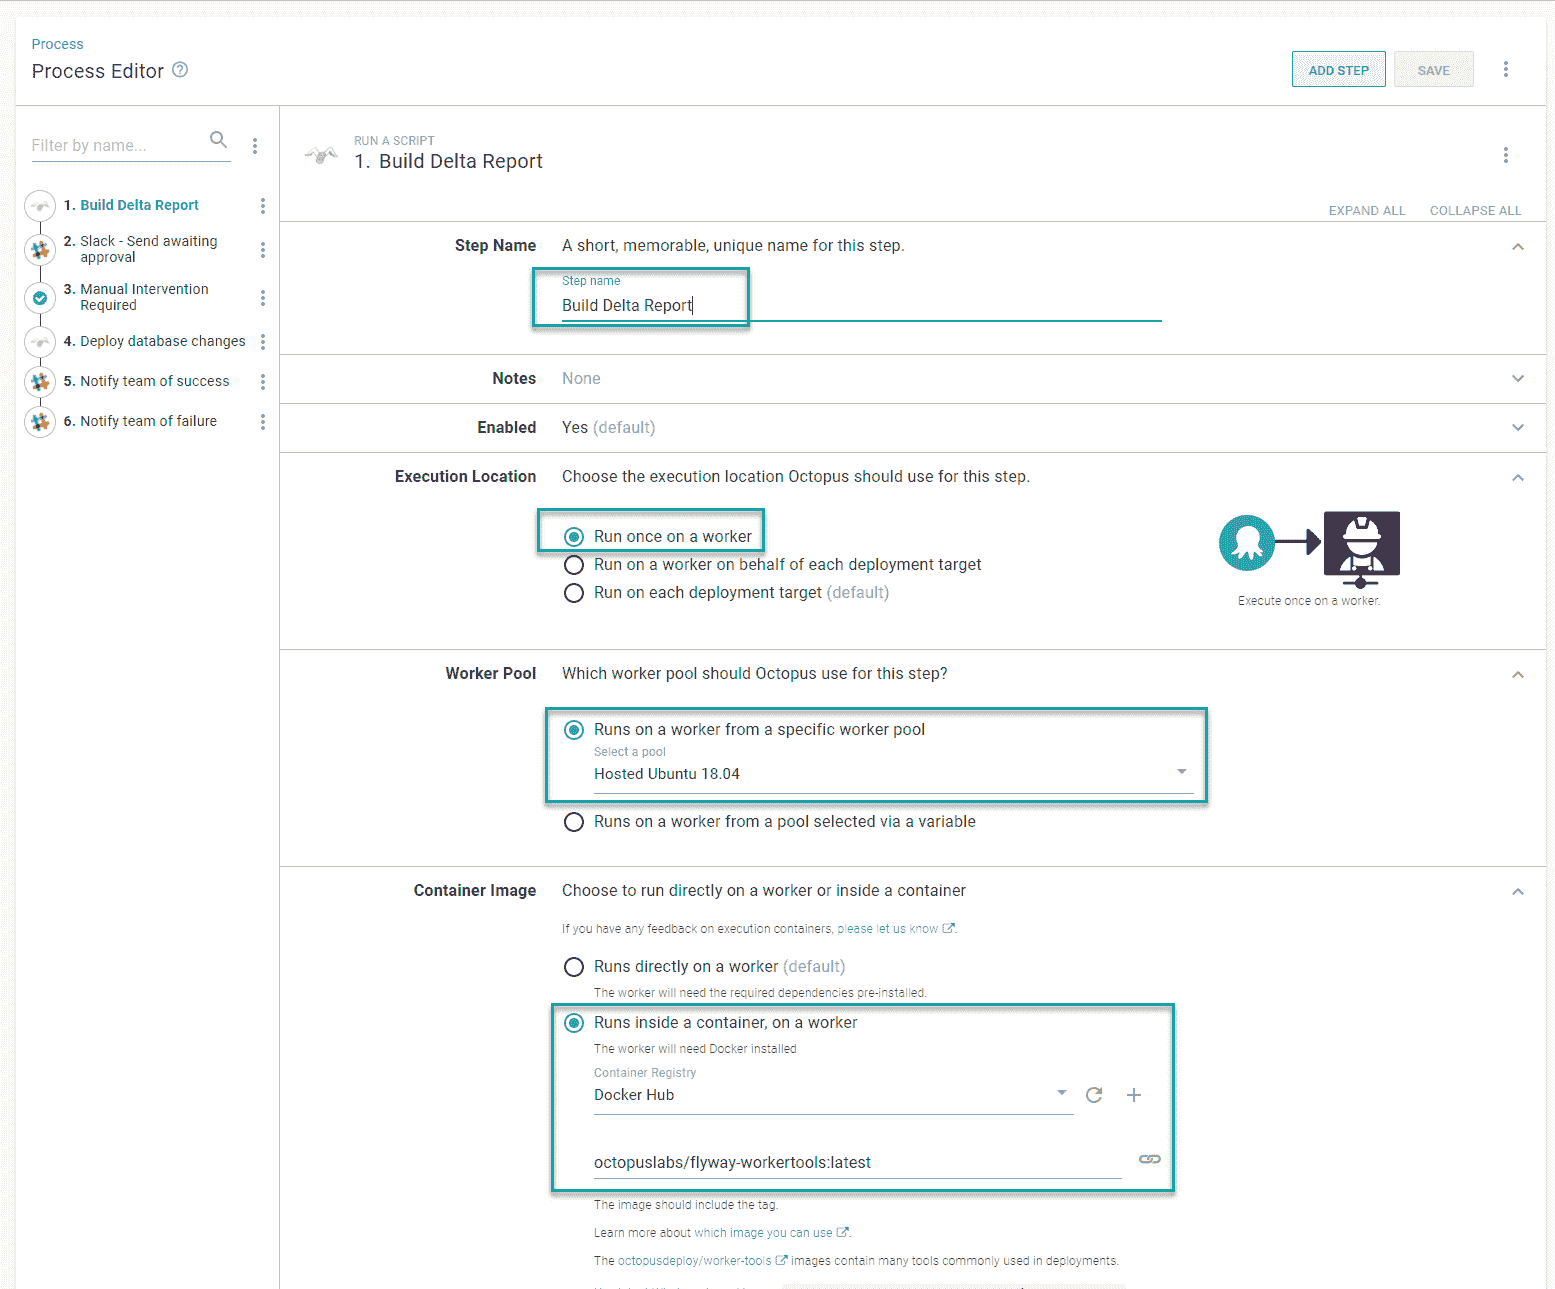 Process
Process Editor
ADD STEP
SAVE
Filter by name...
1. Build Delta Report
2. Slack - Send awaiting
approval
3. Manual Intervention
Required
4. Deploy database changes
5. Notify team of success
6. Notify team of failure
RUN A SCRIPT
1. Build Delta Report
EXPAND ALL
COLLAPSE ALL
Step Name
A short, memorable, unique name for this step.
Step name
Build Delta Report
Notes
None
Enabled
Yes (default)
Execution Location
Choose the execution location Octopus should use for this step.
Run once on a worker
Run on a worker on behalf of each deployment target
Run on each deployment target (default)
Execute once on a worker.
Worker Pool
Which worker pool should Octopus use for this step?
Runs on a worker from a specific worker pool
Select a pool
Hosted Ubuntu 18.04
Runs on a worker from a pool selected via a variable
Container Image
Choose to run directly on a worker or inside a container
If you have any feedback on execution containers, please let us know.
Runs directly on a worker (default)
The worker will need the required dependencies pre-installed.
Runs inside a container, on a worker
The worker will need Docker installed
Container Registry
Docker Hub
octopuslabs/flyway-workertools:latest
The image should include the tag.
Learn more about which image you can use.
The octopusdeploy/worker-tools images contain many tools commonly used in deployments.